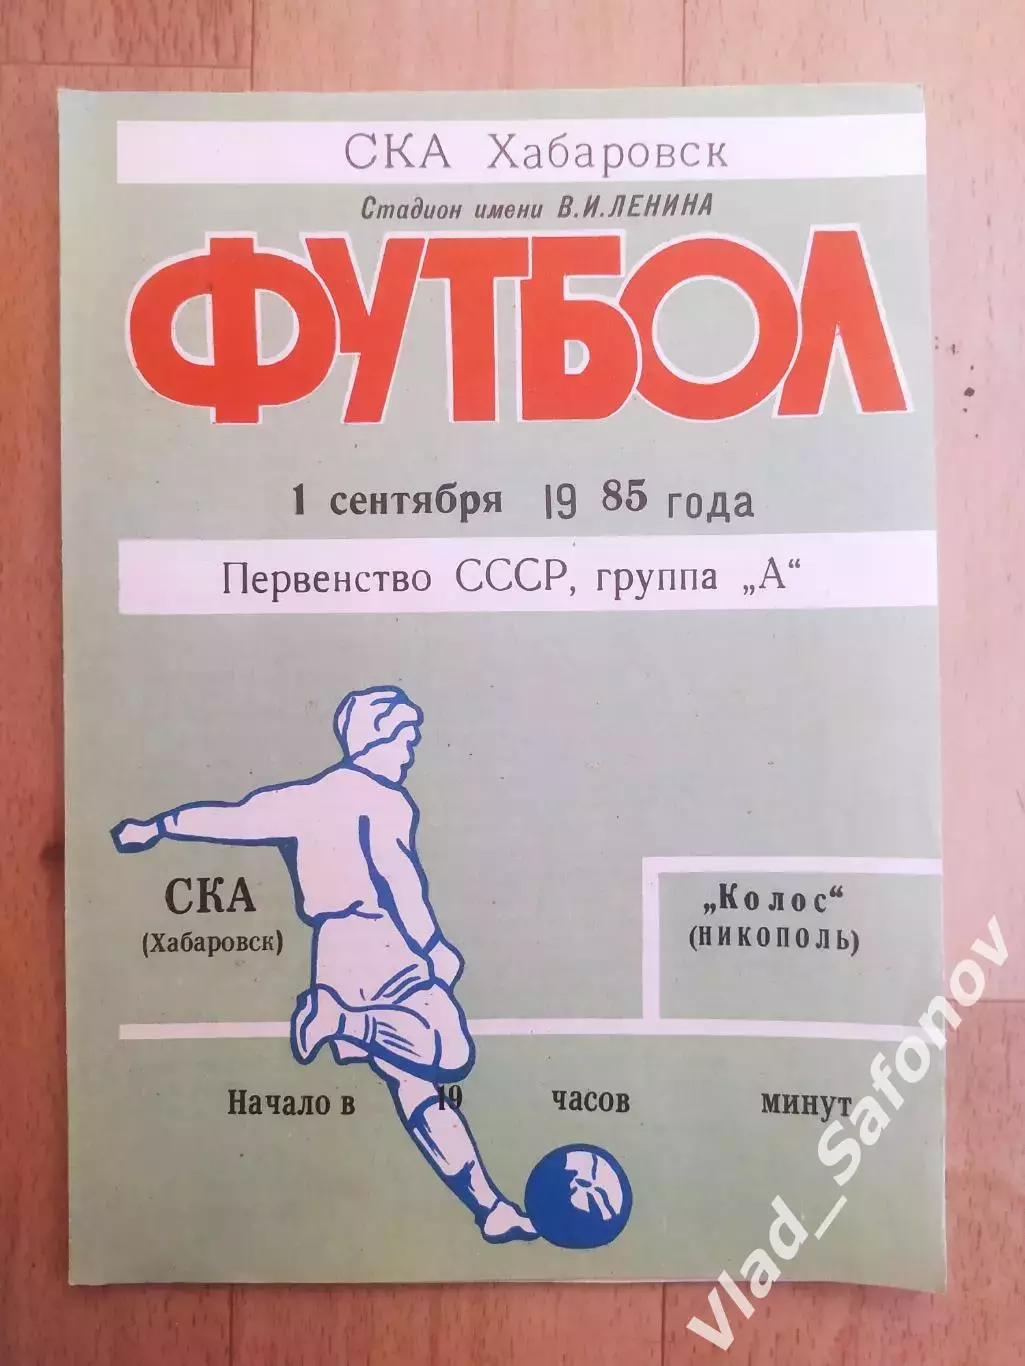 СКА Хабаровск
Стадион имени В.И.ЛЕНИНА
ФУТБОЛ
1 сентября 19 85 года
Первенство СССР, группа „А“
СКА
(Хабаровск)
„Колос“
(НИКОПОЛЬ)
Начало в 19 часов минут
Vlad_Safonov